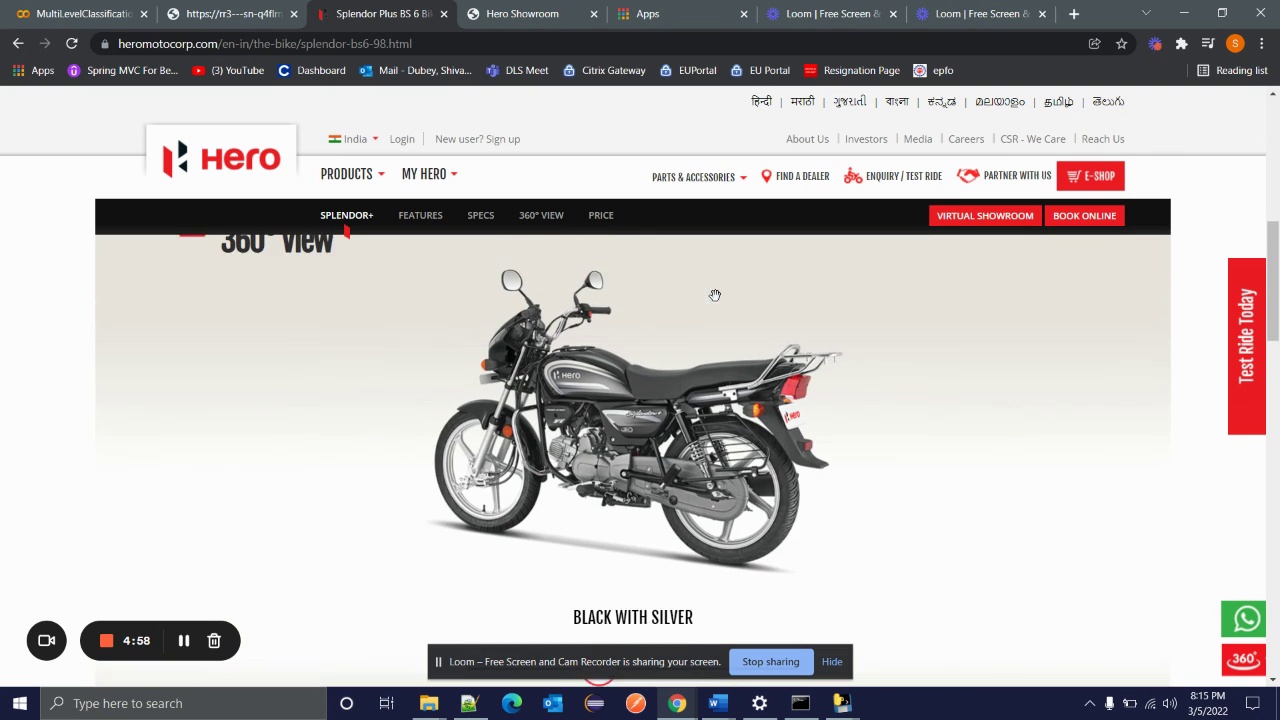 MultiLevelClassificati
https://rr3---sn-q4flrn
Splendor Plus BS 6 Bik
Hero Showroom
Apps
Loom | Free Screen &
Loom | Free Screen &
heromotocorp.com/en-in/the-bike/splendor-bs6-98.html
S
Apps
Spring MVC For Be...
(3) YouTube
Dashboard
Mail - Dubey, Shiva...
DLS Meet
Citrix Gateway
EUPortal
EU Portal
Resignation Page
epfo
Reading list
हिन्दी | मराठी | ગુજરાતી | বাংলা | ಕನ್ನಡ | മലയാളം | தமிழ் | తెలుగు
India
Login
New user? Sign up
About Us
Investors
Media
Careers
CSR - We Care
Reach Us
Hero
PRODUCTS
MY HERO
PARTS & ACCESSORIES
FIND A DEALER
ENQUIRY / TEST RIDE
PARTNER WITH US
E-SHOP
SPLENDOR+
FEATURES
SPECS
360° VIEW
PRICE
VIRTUAL SHOWROOM
BOOK ONLINE
360° View
Test Ride Today
Hero
Splendor+
Hero
BLACK WITH SILVER
4:58
Loom – Free Screen and Cam Recorder is sharing your screen.
Stop sharing
Hide
360°
Type here to search
8:15 PM
3/5/2022